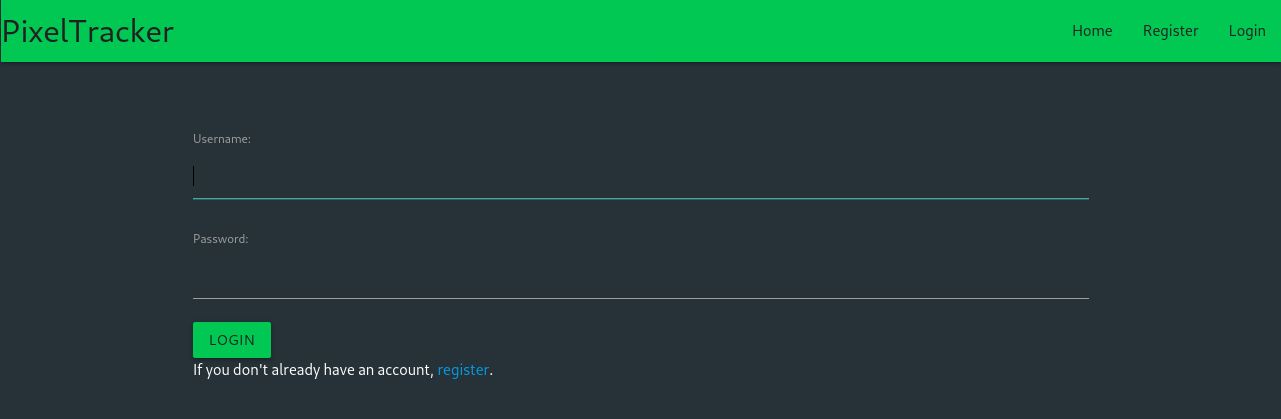 PixelTracker
Home Register Login
Username:
Password:
LOGIN
If you don't already have an account, register.